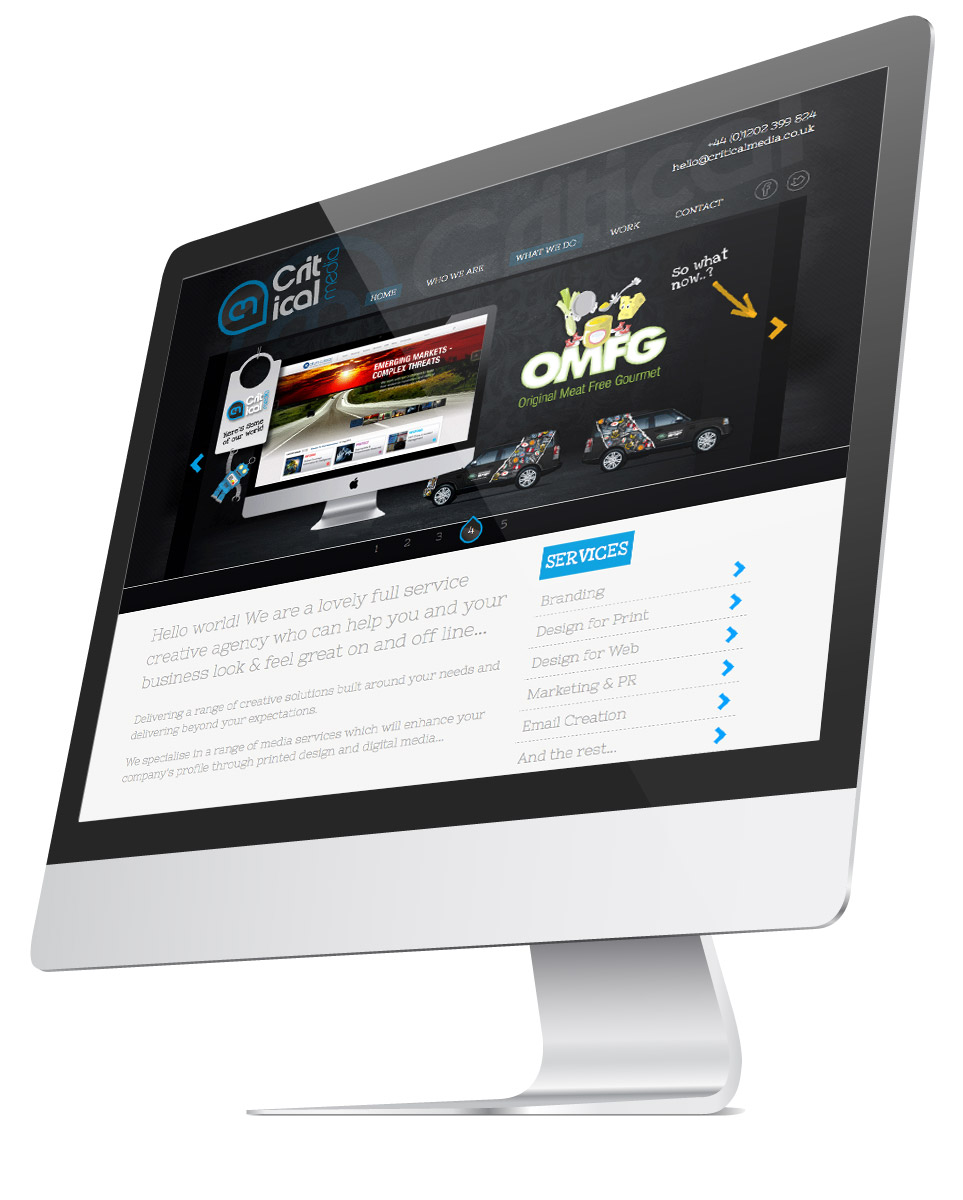 +44 (0)1202 399 824
hello@criticalmedia.co.uk
Critical
Crit
ical
media
HOME
WHO WE ARE
WHAT WE DO
WORK
CONTACT
So what
now..?
EMERGING MARKETS -
COMPLEX THREATS
OMFG
Original Meat Free Gourmet
Crit
ical
Here's some
of our world!
1 2 3 4 5
Hello world! We are a lovely full service
creative agency who can help you and your
business look & feel great on and off line...
Delivering a range of creative solutions built around your needs and
delivering beyond your expectations.
We specialise in a range of media services which will enhance your
company's profile through printed design and digital media...
SERVICES
Branding
Design for Print
Design for Web
Marketing & PR
Email Creation
And the rest...